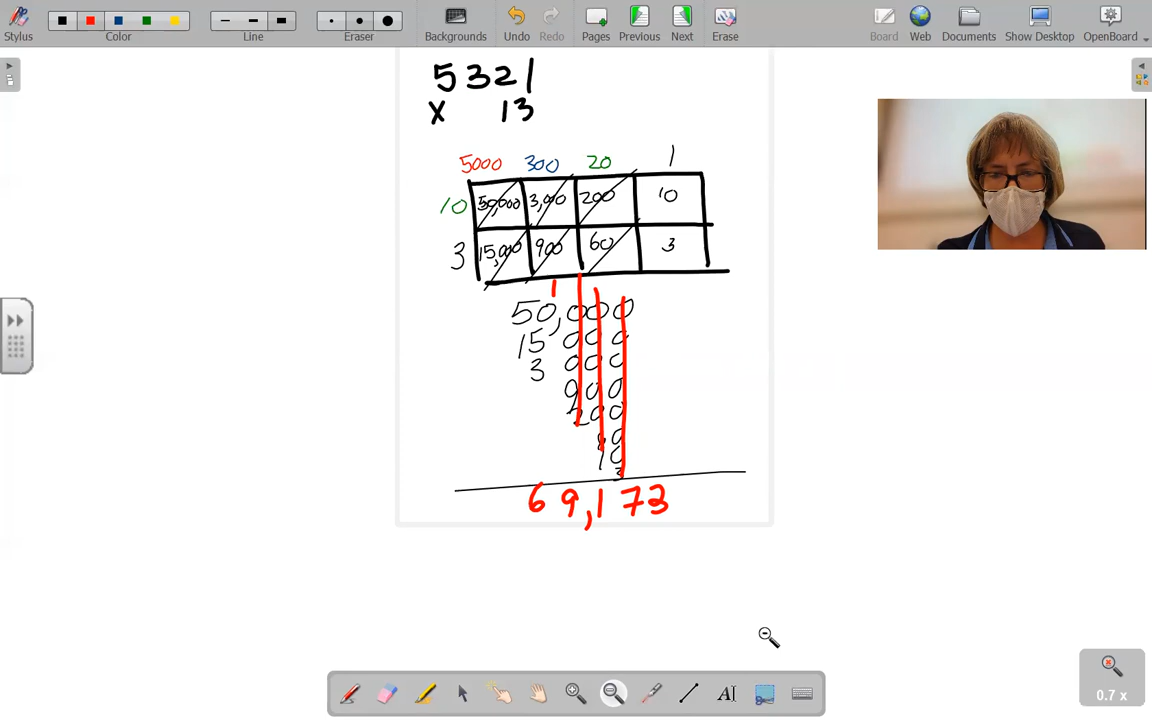 Stylus Color Line Eraser Backgrounds Undo Redo Pages Previous Next Erase Board Web Documents Show Desktop OpenBoard
5321
x 13
5000 300 20 1
10 50,000 3,000 200 10
3 15,000 900 60 3
1
50,000
15 000
3 000
900
200
0
10
3
69,173
0.7 x